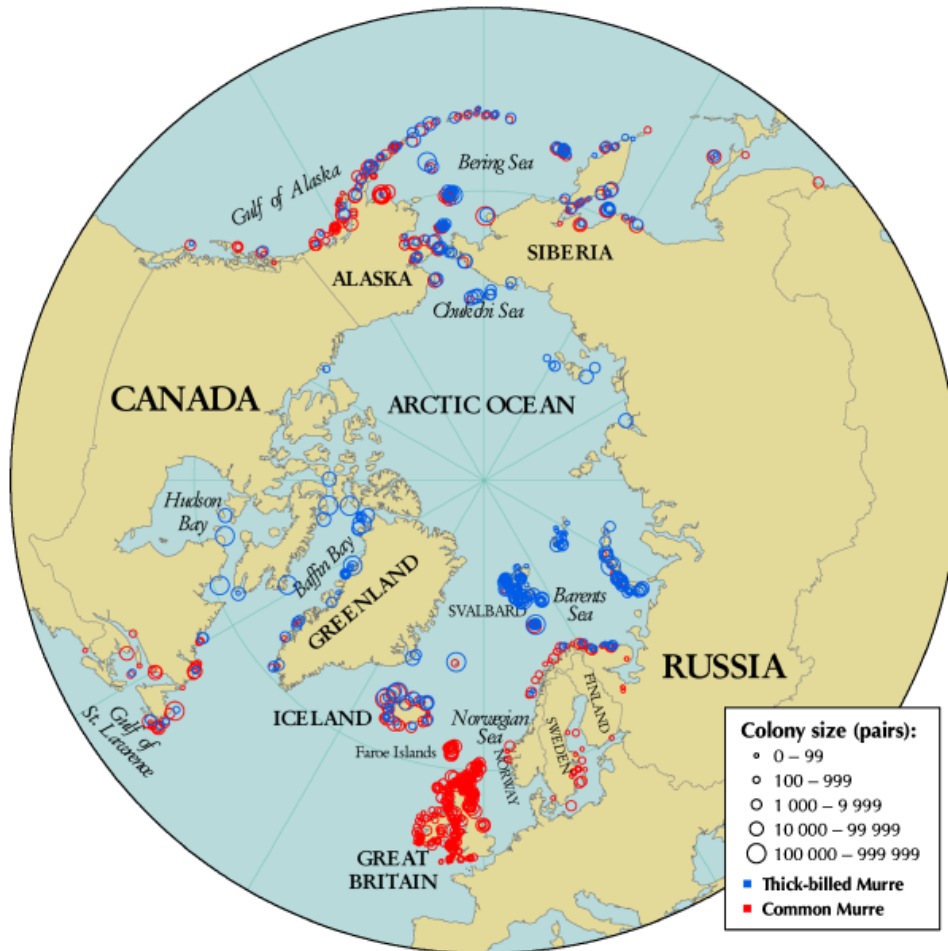 Gulf of Alaska
Bering Sea
SIBERIA
ALASKA
Chukchi Sea
CANADA
ARCTIC OCEAN
Hudson
Bay
Baffin Bay
GREENLAND
SVALBARD
Barents
Sea
RUSSIA
ICELAND
Norwegian
Sea
FINLAND
SWEDEN
NORWAY
Gulf of
St. Lawrence
Faroe Islands
GREAT
BRITAIN
Colony size (pairs):
0 – 99
100 – 999
1 000 – 9 999
10 000 – 99 999
100 000 – 999 999
Thick-billed Murre
Common Murre